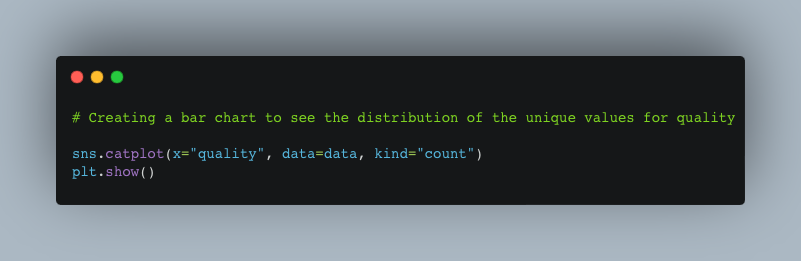 # Creating a bar chart to see the distribution of the unique values for quality
sns.catplot(x="quality", data=data, kind="count")
plt.show()